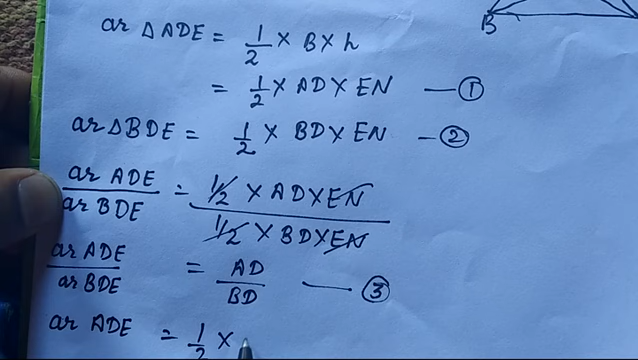 B
ar ΔADE = 1/2 × B × h
= 1/2 × AD × EN — ①
ar ΔBDE = 1/2 × BD × EN — ②
ar ADE / ar BDE = 1/2 × AD × EN / 1/2 × BD × EN
ar ADE / ar BDE = AD / BD — ③
ar ADE = 1/2 ×